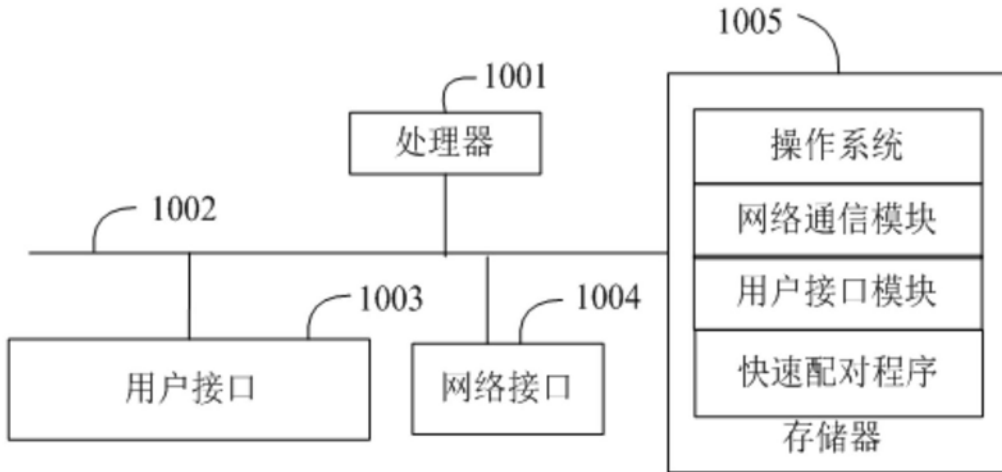 1005
1001
处理器
操作系统
1002
网络通信模块
用户接口模块
1003
1004
用户接口
网络接口
快速配对程序
存储器